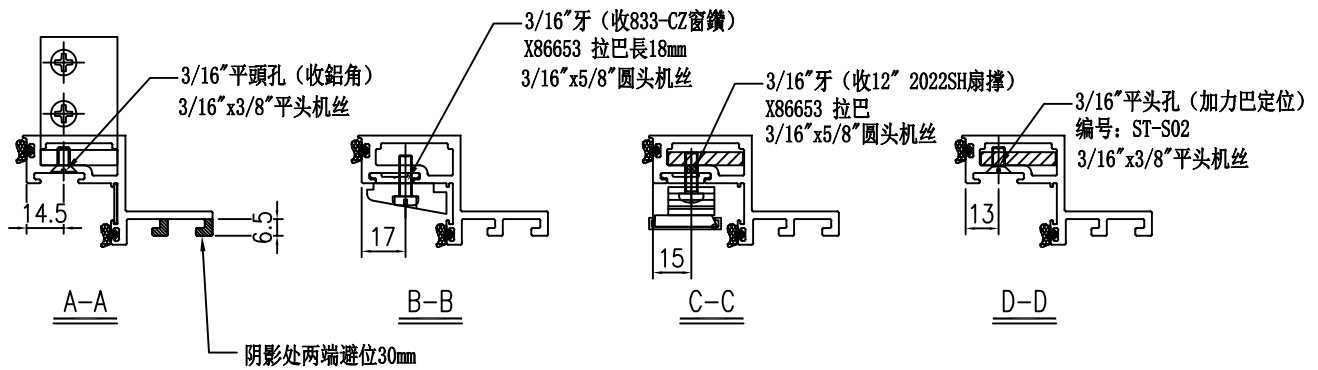 3/16"平頭孔（收鋁角）
3/16"x3/8"平头机丝
14.5
6.5
A-A
阴影处两端避位30mm
3/16"牙（收833-CZ窗鑽）
X86653 拉巴長18mm
3/16"x5/8"圆头机丝
17
B-B
3/16"牙（收12" 2022SH扇撑）
X86653 拉巴
3/16"x5/8"圆头机丝
15
C-C
3/16"平头孔（加力巴定位）
编号：ST-S02
3/16"x3/8"平头机丝
13
D-D